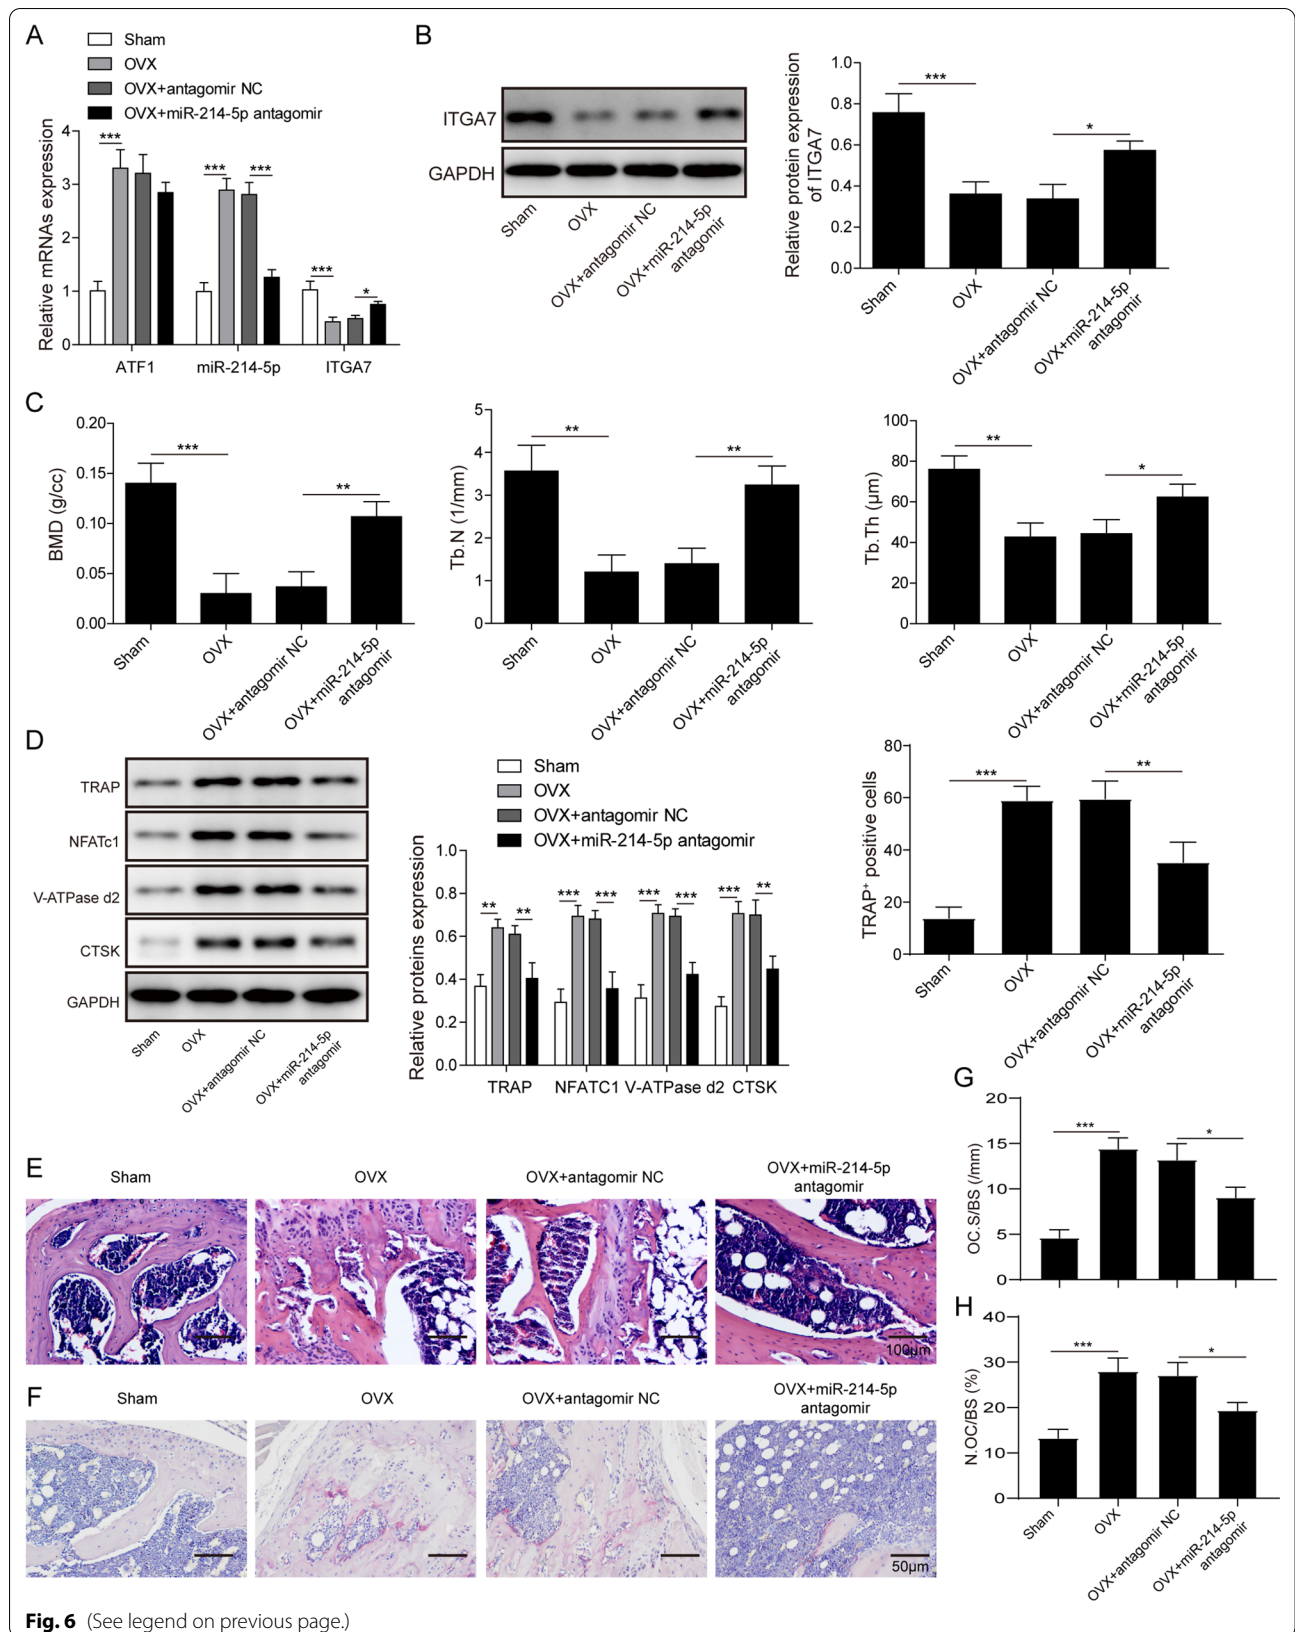 A
Sham
OVX
OVX+antagomir NC
OVX+miR-214-5p antagomir
Relative mRNAs expression
4
3
2
1
0
***
***
***
***
*
ATF1
miR-214-5p
ITGA7
B
ITGA7
GAPDH
Sham
OVX
OVX+antagomir NC
OVX+miR-214-5p
antagomir
Relative protein expression
of ITGA7
1.0
0.8
0.6
0.4
0.2
0.0
***
*
Sham
OVX
OVX+antagomir NC
OVX+miR-214-5p
antagomir
C
BMD (g/cc)
0.20
0.15
0.10
0.05
0.00
***
**
Sham
OVX
OVX+antagomir NC
OVX+miR-214-5p
antagomir
Tb.N (1/mm)
5
4
3
2
1
0
**
**
Sham
OVX
OVX+antagomir NC
OVX+miR-214-5p
antagomir
Tb.Th (μm)
100
80
60
40
20
0
**
*
Sham
OVX
OVX+antagomir NC
OVX+miR-214-5p
antagomir
D
TRAP
NFATc1
V-ATPase d2
CTSK
GAPDH
Sham
OVX
OVX+antagomir NC
OVX+miR-214-5p
antagomir
Sham
OVX
OVX+antagomir NC
OVX+miR-214-5p antagomir
Relative proteins expression
1.0
0.8
0.6
0.4
0.2
0.0
**
**
***
***
***
***
***
**
TRAP
NFATC1
V-ATPase d2
CTSK
TRAP+ positive cells
80
60
40
20
0
***
**
Sham
OVX
OVX+antagomir NC
OVX+miR-214-5p
antagomir
E
Sham
OVX
OVX+antagomir NC
OVX+miR-214-5p
antagomir
100μm
F
Sham
OVX
OVX+antagomir NC
OVX+miR-214-5p
antagomir
50μm
G
OC.S/BS (/mm)
20
15
10
5
0
***
*
H
N.OC/BS (%)
40
30
20
10
0
***
*
Sham
OVX
OVX+antagomir NC
OVX+miR-214-5p
antagomir
Fig. 6 (See legend on previous page.)